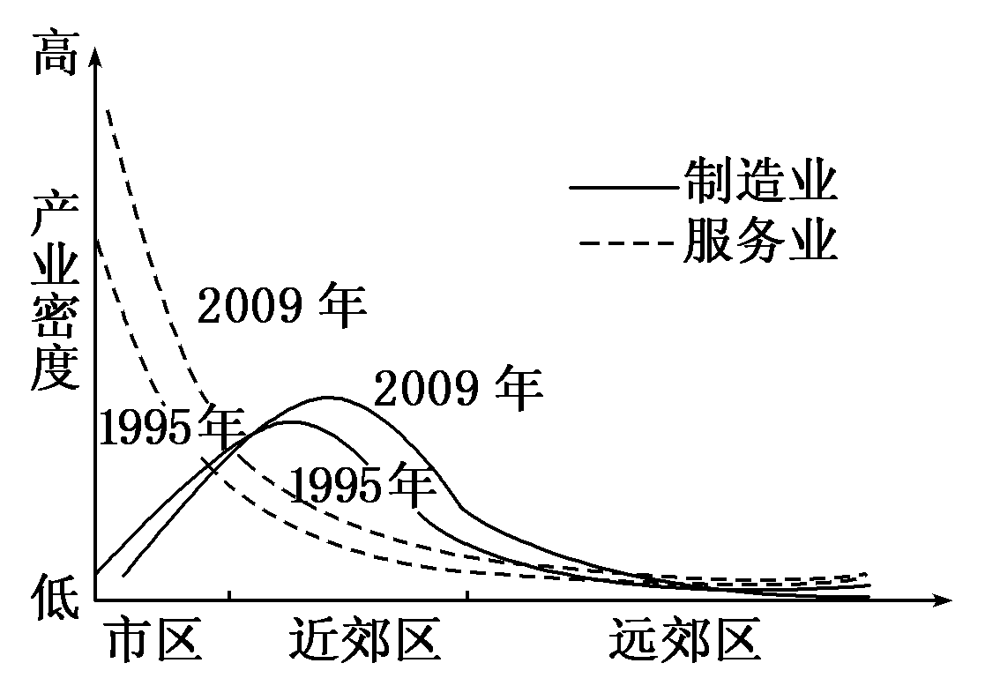 高
产业密度
低
制造业
服务业
2009 年
2009 年
1995年
1995年
市区
近郊区
远郊区